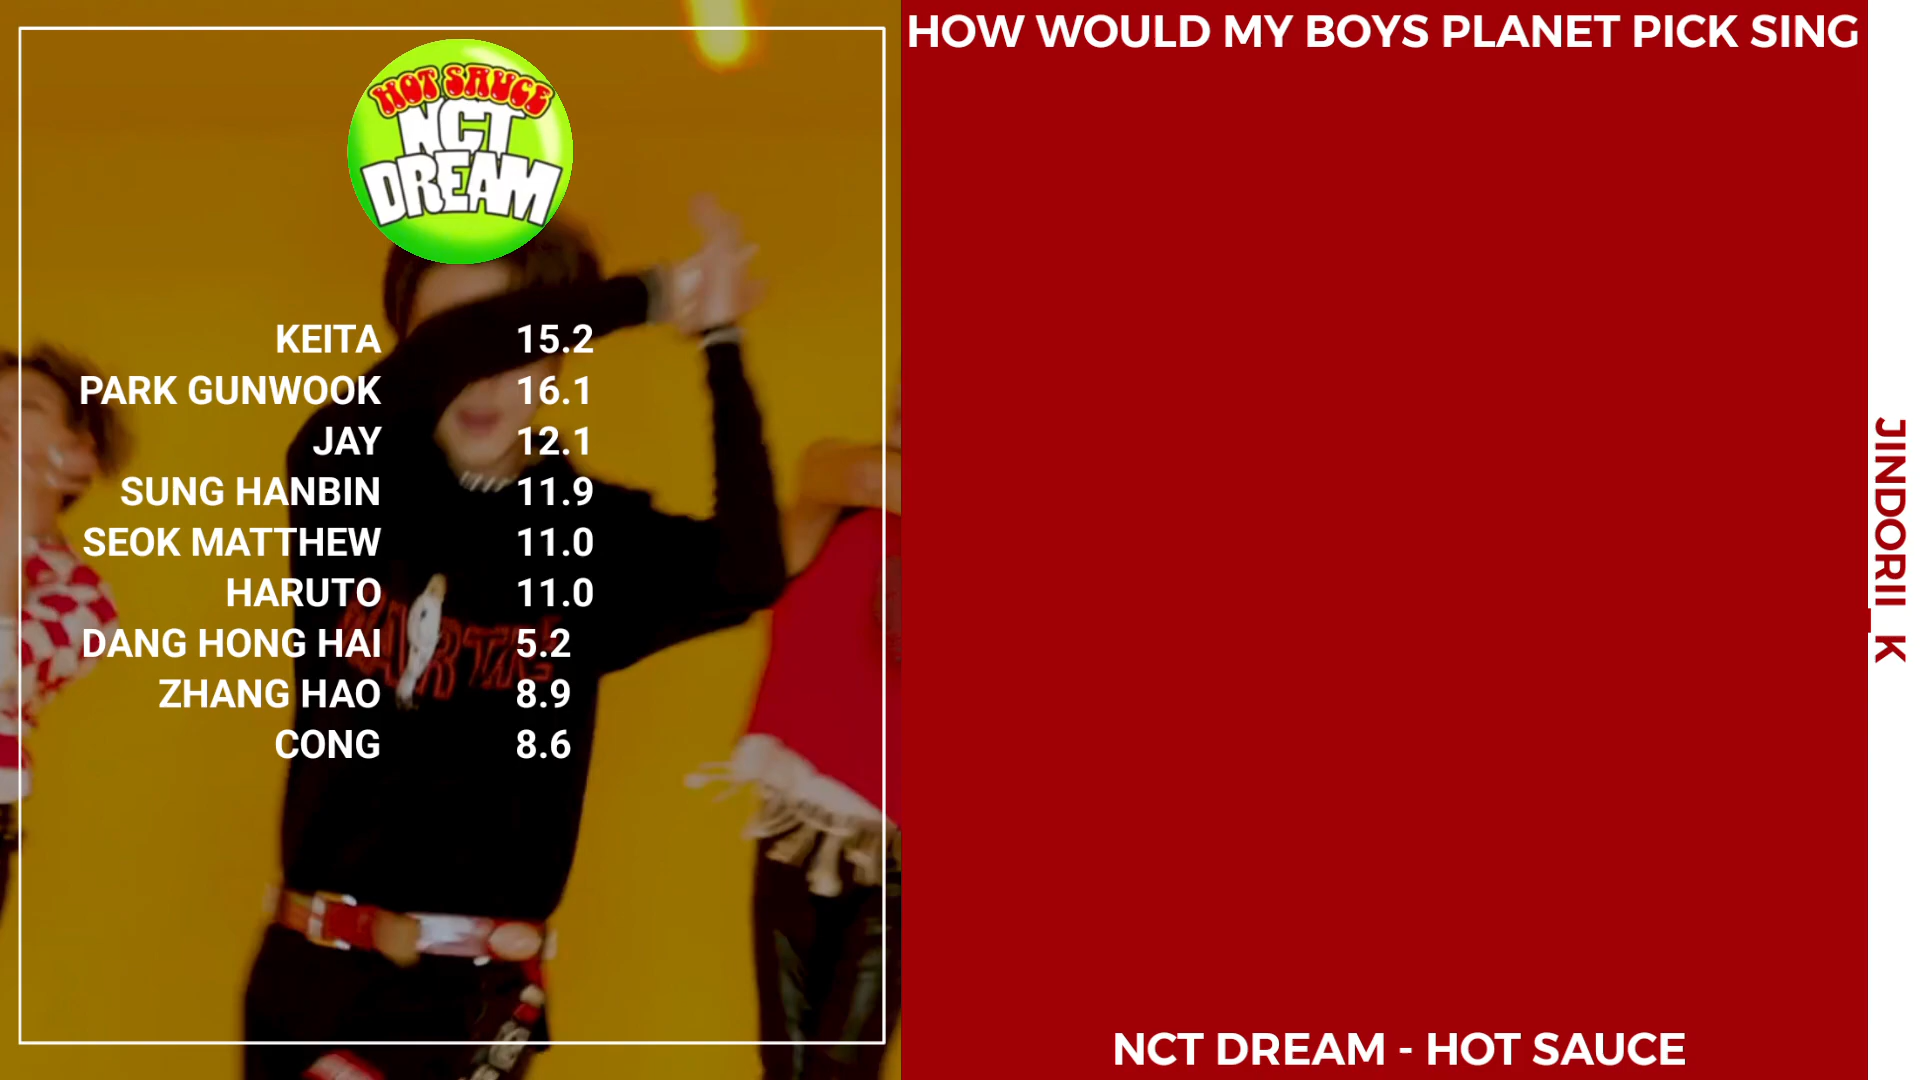 HOT SAUCE
NCT
DREAM
KEITA 15.2
PARK GUNWOOK 16.1
JAY 12.1
SUNG HANBIN 11.9
SEOK MATTHEW 11.0
HARUTO 11.0
DANG HONG HAI 5.2
ZHANG HAO 8.9
CONG 8.6
HOW WOULD MY BOYS PLANET PICK SING
NCT DREAM - HOT SAUCE
JINDORII_K